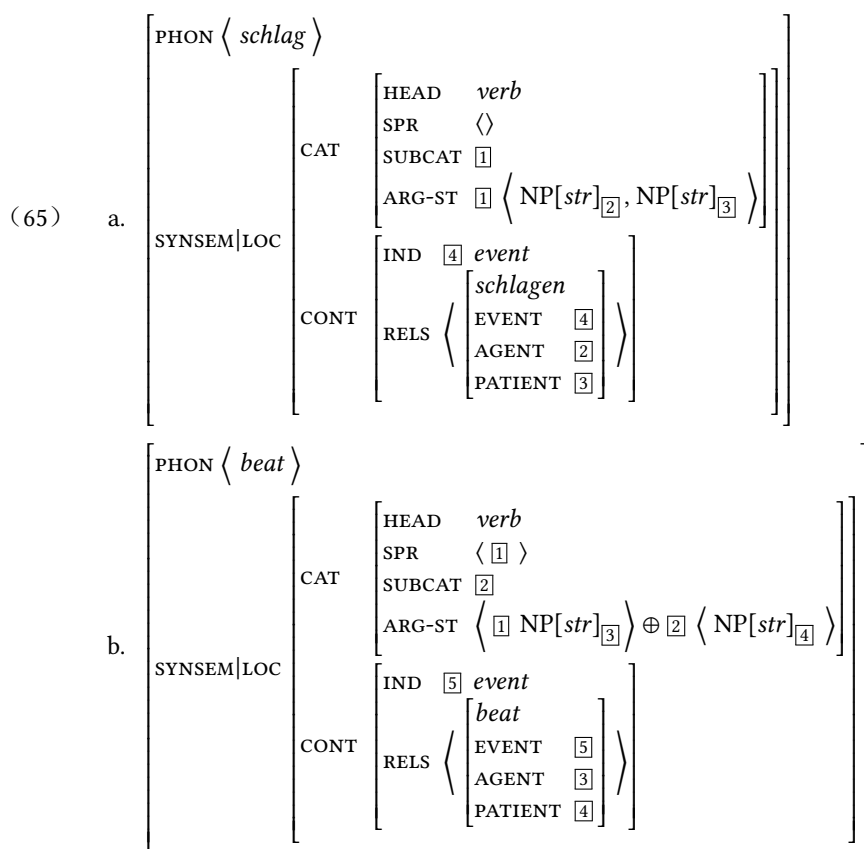 (65) a.
PHON ⟨ schlag ⟩
SYNSEM|LOC
CAT
HEAD verb
SPR ⟨⟩
SUBCAT 1
ARG-ST 1 ⟨ NP[str]2, NP[str]3 ⟩
CONT
IND 4 event
RELS ⟨
schlagen
EVENT 4
AGENT 2
PATIENT 3
⟩
b.
PHON ⟨ beat ⟩
SYNSEM|LOC
CAT
HEAD verb
SPR ⟨ 1 ⟩
SUBCAT 2
ARG-ST ⟨ 1 NP[str]3 ⟩ ⊕ 2 ⟨ NP[str]4 ⟩
CONT
IND 5 event
RELS ⟨
beat
EVENT 5
AGENT 3
PATIENT 4
⟩